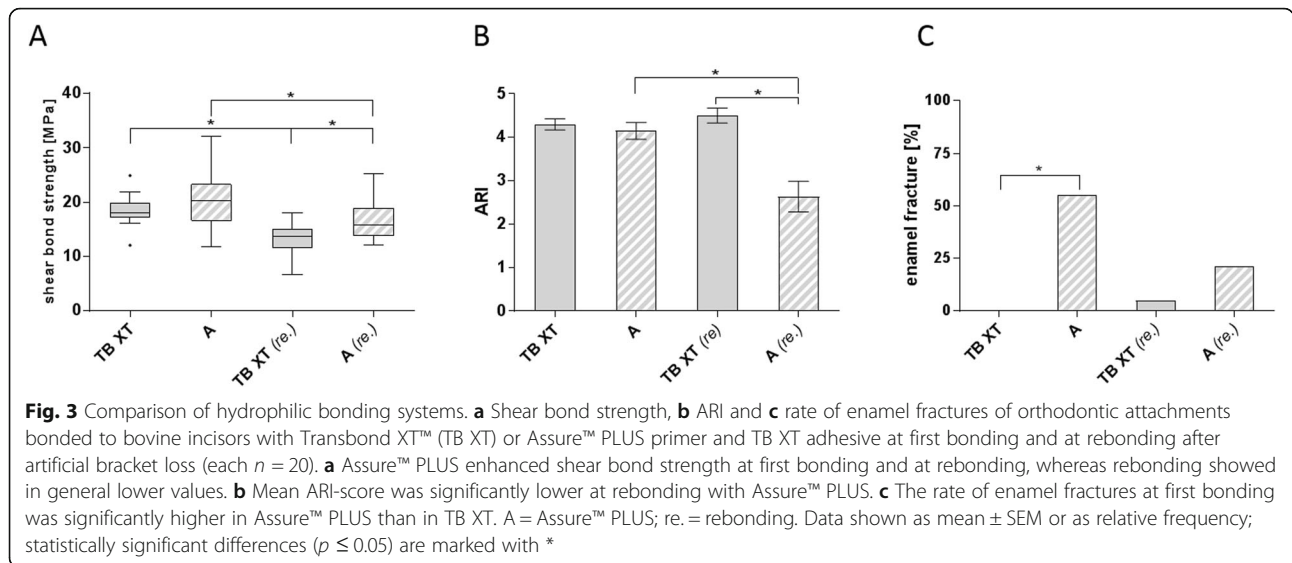 A
B
C
shear bond strength [MPa]
40
30
20
10
0
*
*
*
TB XT
A
TB XT (re.)
A (re.)
ARI
5
4
3
2
1
0
*
*
TB XT
A
TB XT (re)
A (re.)
enamel fracture [%]
100
75
50
25
0
*
TB XT
A
TB XT (re.)
A (re.)
Fig. 3 Comparison of hydrophilic bonding systems. a Shear bond strength, b ARI and c rate of enamel fractures of orthodontic attachments
bonded to bovine incisors with Transbond XT™ (TB XT) or Assure™ PLUS primer and TB XT adhesive at first bonding and at rebonding after
artificial bracket loss (each n = 20). a Assure™ PLUS enhanced shear bond strength at first bonding and at rebonding, whereas rebonding showed
in general lower values. b Mean ARI-score was significantly lower at rebonding with Assure™ PLUS. c The rate of enamel fractures at first bonding
was significantly higher in Assure™ PLUS than in TB XT. A = Assure™ PLUS; re. = rebonding. Data shown as mean ± SEM or as relative frequency;
statistically significant differences (p ≤ 0.05) are marked with *